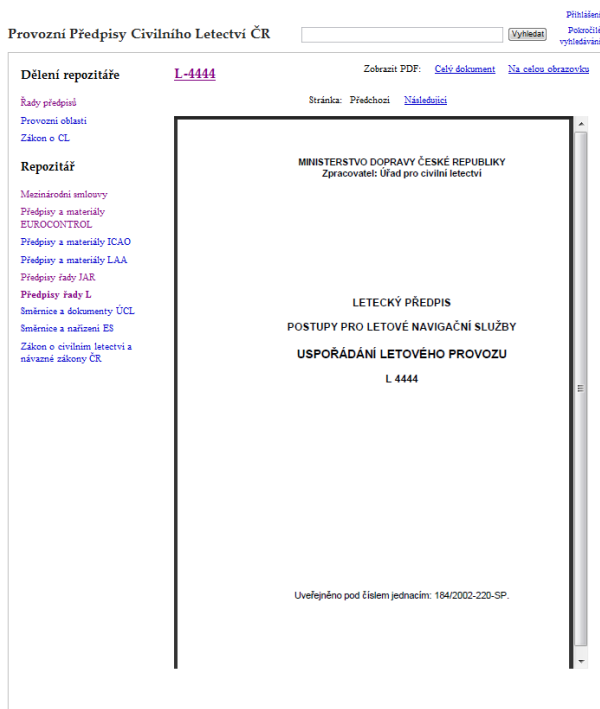 Přihlášení
Provozní Předpisy Civilního Letectví ČR
Vyhledat
Pokročilé
vyhledávání
Dělení repozitáře
Řady předpisů
Provozní oblasti
Zákon o CL
Repozitář
Mezinárodní smlouvy
Předpisy a materiály
EUROCONTROL
Předpisy a materiály ICAO
Předpisy a materiály LAA
Předpisy řady JAR
Předpisy řady L
Směrnice a dokumenty ÚCL
Směrnice a nařízení ES
Zákon o civilním letectví a
návazné zákony ČR
L-4444
Zobrazit PDF: Celý dokument Na celou obrazovku
Stránka: Předchozí Následující
MINISTERSTVO DOPRAVY ČESKÉ REPUBLIKY
Zpracovatel: Úřad pro civilní letectví
LETECKÝ PŘEDPIS
POSTUPY PRO LETOVÉ NAVIGAČNÍ SLUŽBY
USPOŘÁDÁNÍ LETOVÉHO PROVOZU
L 4444
Uveřejněno pod číslem jednacím: 184/2002-220-SP.